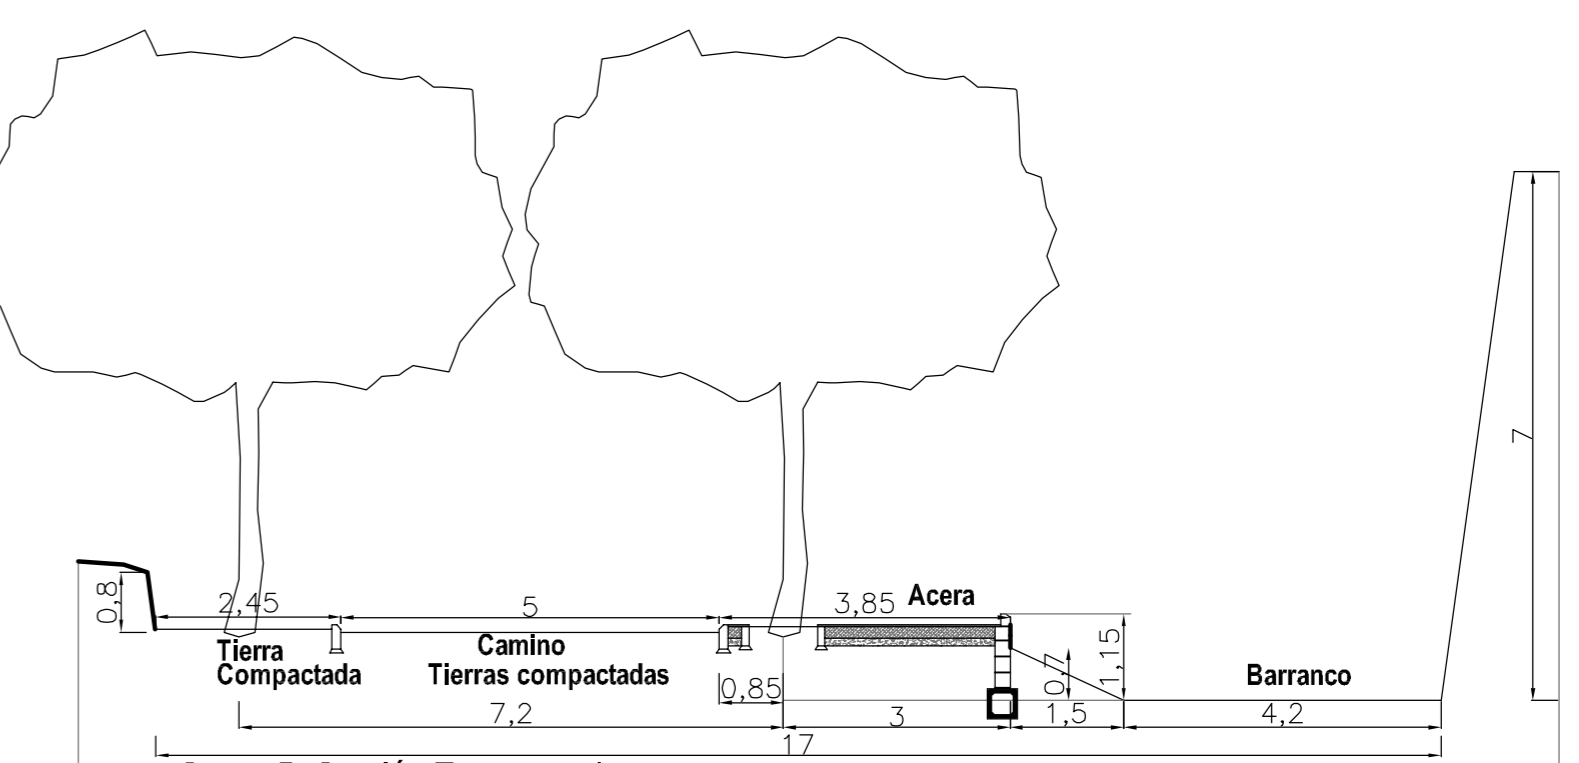 0,8
2,45
5
3,85
Acera
Tierra
Compactada
Camino
Tierras compactadas
0,85
0,7
1,15
7
Barranco
7,2
3
1,5
4,2
17